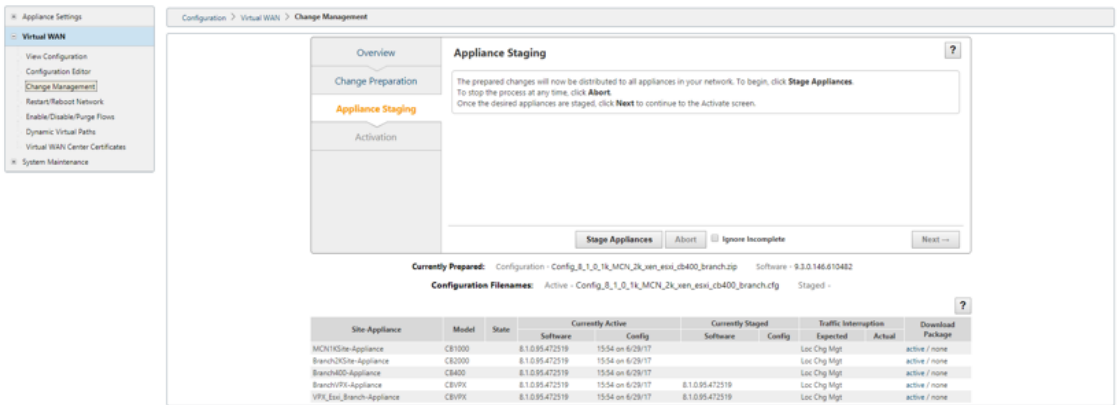 Appliance Settings
Virtual WAN
View Configuration
Configuration Editor
Change Management
Restart/Reboot Network
Enable/Disable/Purge Flows
Dynamic Virtual Paths
Virtual WAN Center Certificates
System Maintenance
Configuration > Virtual WAN > Change Management
Overview
Change Preparation
Appliance Staging
Activation
Appliance Staging
?
The prepared changes will now be distributed to all appliances in your network. To begin, click Stage Appliances.
To stop the process at any time, click Abort.
Once the desired appliances are staged, click Next to continue to the Activate screen.
Stage Appliances Abort Ignore Incomplete Next →
Currently Prepared: Configuration - Config_8_1_0_1k_MCN_2k_xen_esxi_cb400_branch.zip Software - 9.3.0.146.610482
Configuration Filenames: Active - Config_8_1_0_1k_MCN_2k_xen_esxi_cb400_branch.cfg Staged -
?
Site-Appliance Model State Currently Active Currently Staged Traffic Interruption Download Package
Software Config Software Config Expected Actual
MCN1KSite-Appliance CB1000 8.1.0.95.472519 15:54 on 6/29/17 Loc Chg Mgt active / none
Branch2KSite-Appliance CB2000 8.1.0.95.472519 15:54 on 6/29/17 Loc Chg Mgt active / none
Branch400-Appliance CB400 8.1.0.95.472519 15:54 on 6/29/17 Loc Chg Mgt active / none
BranchVPX-Appliance CBVPX 8.1.0.95.472519 15:54 on 6/29/17 8.1.0.95.472519 Loc Chg Mgt active / none
VPX_Esxi_Branch-Appliance CBVPX 8.1.0.95.472519 15:54 on 6/29/17 8.1.0.95.472519 Loc Chg Mgt active / none